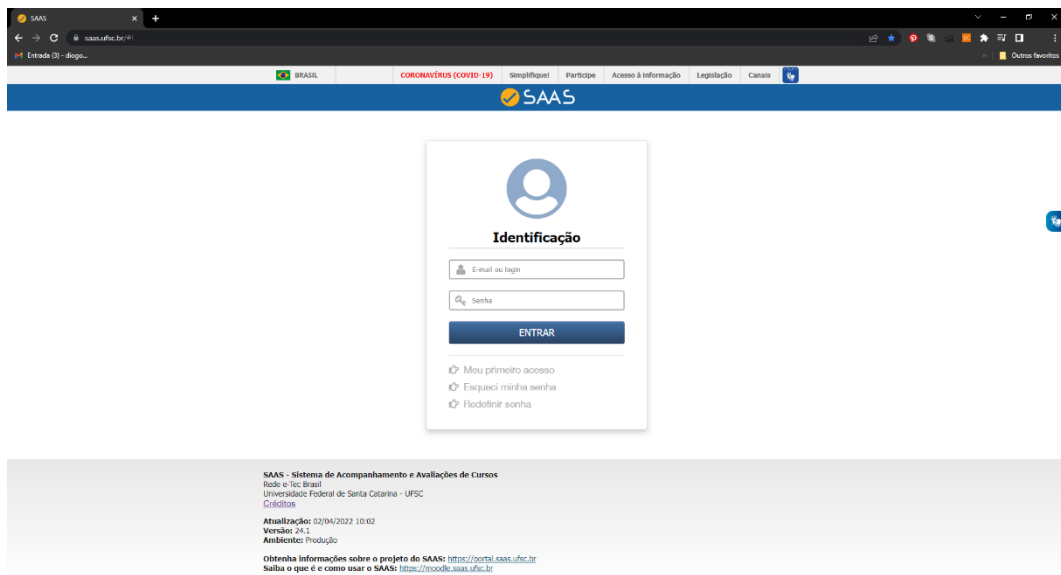 SAAS
saas.ufsc.br/#!
Entrada (3) - diogo...
Outros favoritos
BRASIL CORONAVÍRUS (COVID-19) Simplifique! Participe Acesso à informação Legislação Canais
SAAS
Identificação
E-mail ou login
Senha
ENTRAR
Meu primeiro acesso
Esqueci minha senha
Redefinir senha
SAAS - Sistema de Acompanhamento e Avaliações de Cursos
Rede e-Tec Brasil
Universidade Federal de Santa Catarina - UFSC
Créditos
Atualização: 02/04/2022 10:02
Versão: 24.1
Ambiente: Produção
Obtenha informações sobre o projeto do SAAS: https://portal.saas.ufsc.br
Saiba o que é e como usar o SAAS: https://moodle.saas.ufsc.br